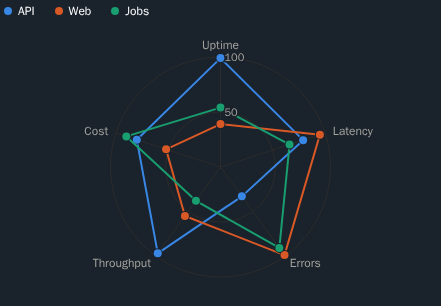 API Web Jobs
Uptime
100
50
Cost
Latency
Throughput
Errors